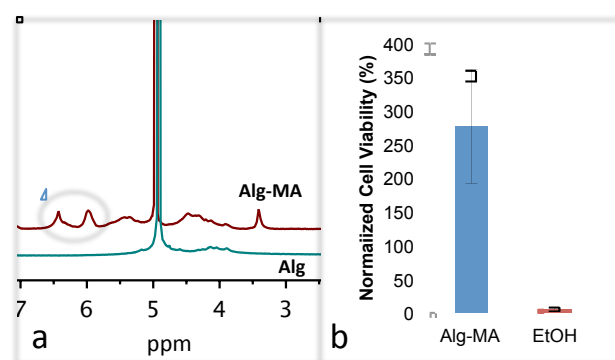 Alg-MA
Alg
7 6 5 4 3
ppm
a
Normalized Cell Viability (%)
400
350
300
250
200
150
100
50
0
Alg-MA EtOH
b